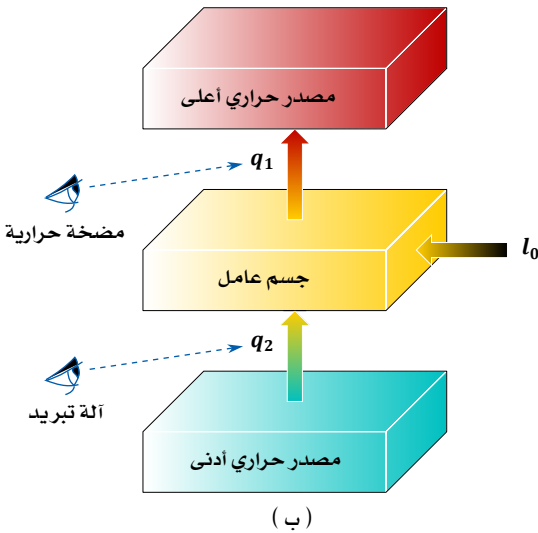 مصدر حراري أعلى
q₁
مضخة حرارية
l₀
جسم عامل
q₂
آلة تبريد
مصدر حراري أدنى
( ب )